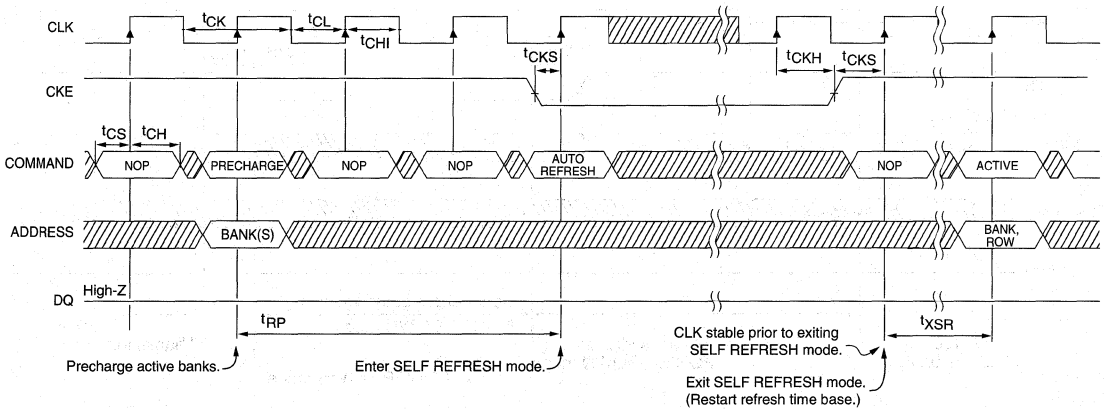 CLK
tCK
tCL
tCHI
tCKS
tCKH
tCKS
CKE
tCS
tCH
COMMAND
NOP
PRECHARGE
NOP
NOP
AUTO
REFRESH
NOP
ACTIVE
ADDRESS
BANK(S)
BANK,
ROW
DQ
High-Z
tRP
tXSR
Precharge active banks.
Enter SELF REFRESH mode.
CLK stable prior to exiting
SELF REFRESH mode.
Exit SELF REFRESH mode.
(Restart refresh time base.)